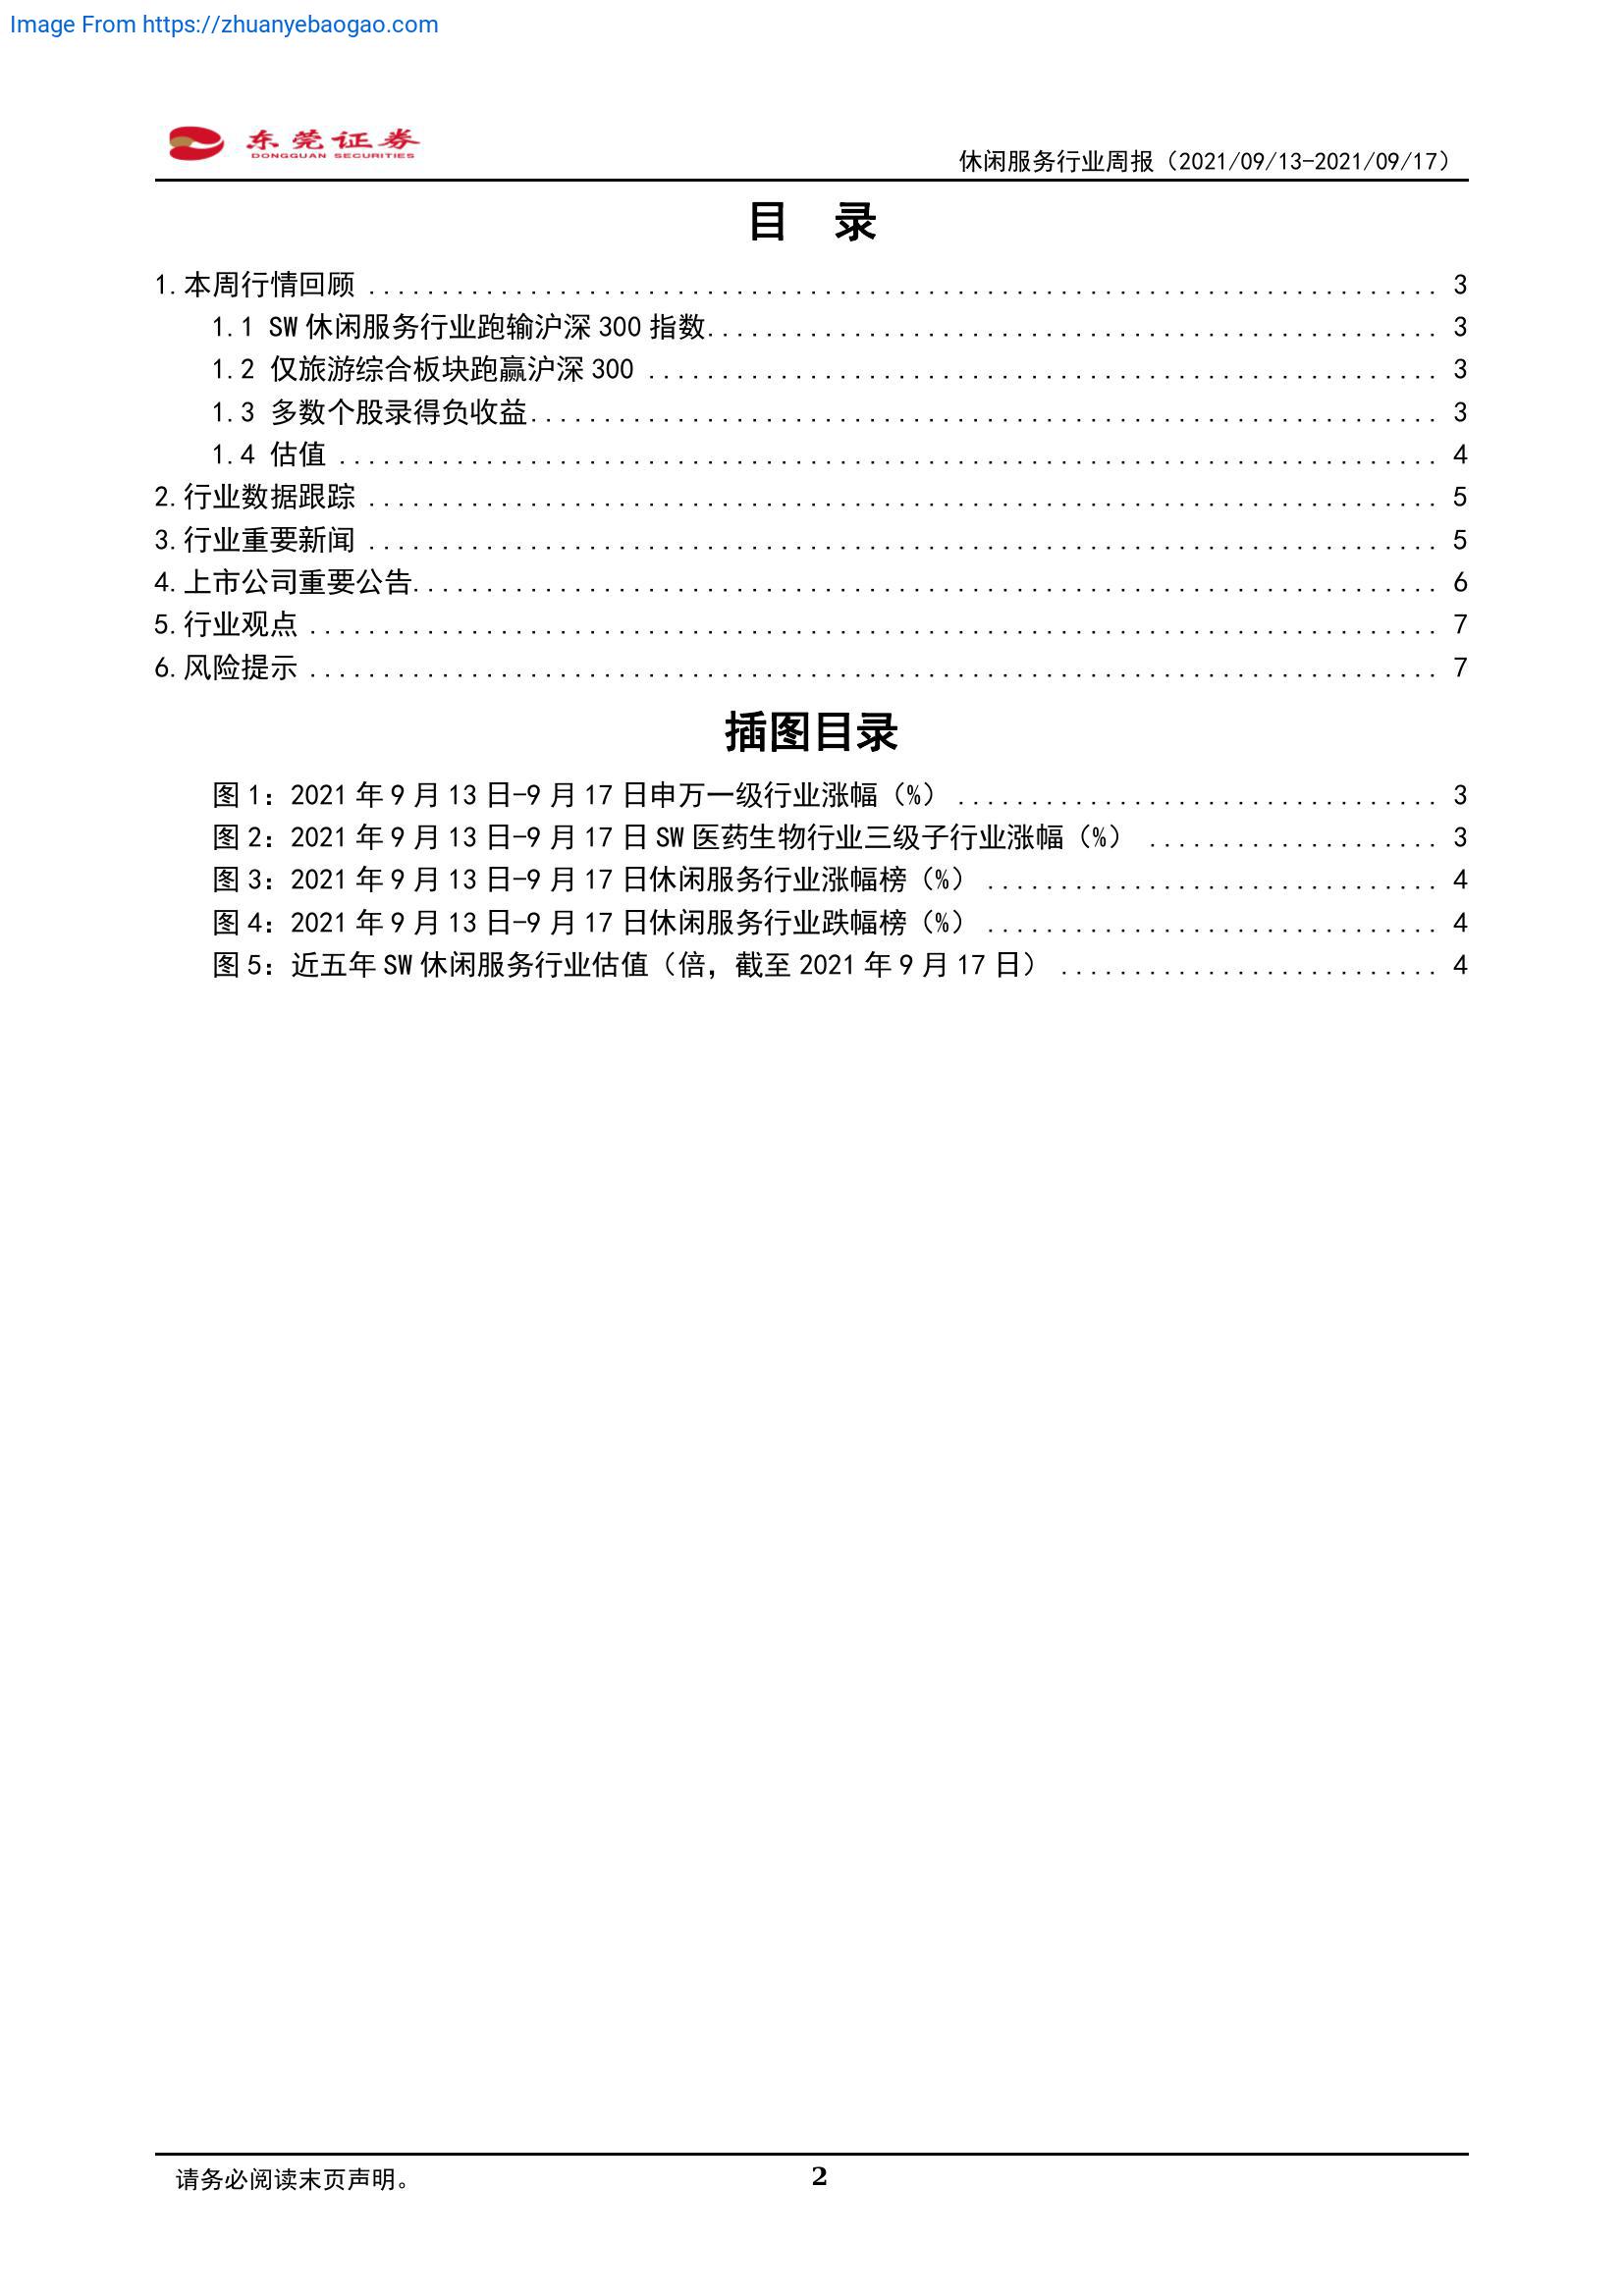 Image From https://zhuanyebaogao.com
东莞证券
DONGGUAN SECURITIES
休闲服务行业周报（2021/09/13-2021/09/17）
目 录
1.本周行情回顾 ........................................................................ 3
1.1 SW 休闲服务行业跑输沪深 300 指数.................................................. 3
1.2 仅旅游综合板块跑赢沪深 300 ...................................................... 3
1.3 多数个股录得负收益.............................................................. 3
1.4 估值 ........................................................................... 4
2.行业数据跟踪 ........................................................................ 5
3.行业重要新闻 ........................................................................ 5
4.上市公司重要公告...................................................................... 6
5.行业观点 ............................................................................ 7
6.风险提示 ............................................................................ 7
插图目录
图 1：2021 年 9 月 13 日-9 月 17 日申万一级行业涨幅（%） ................................. 3
图 2：2021 年 9 月 13 日-9 月 17 日 SW 医药生物行业三级子行业涨幅（%） .................... 3
图 3：2021 年 9 月 13 日-9 月 17 日休闲服务行业涨幅榜（%） ............................... 4
图 4：2021 年 9 月 13 日-9 月 17 日休闲服务行业跌幅榜（%） ............................... 4
图 5：近五年 SW 休闲服务行业估值（倍，截至 2021 年 9 月 17 日） .......................... 4
请务必阅读末页声明。
2